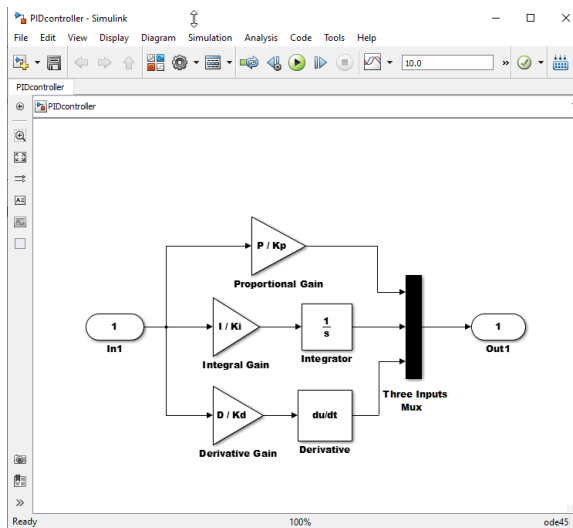 PIDcontroller - Simulink
File Edit View Display Diagram Simulation Analysis Code Tools Help
10.0
»
PIDcontroller
PIDcontroller
P / Kp
Proportional Gain
1
In1
I / Ki
Integral Gain
1
s
Integrator
1
Out1
D / Kd
Derivative Gain
du/dt
Derivative
Three Inputs
Mux
»
Ready 100% ode45